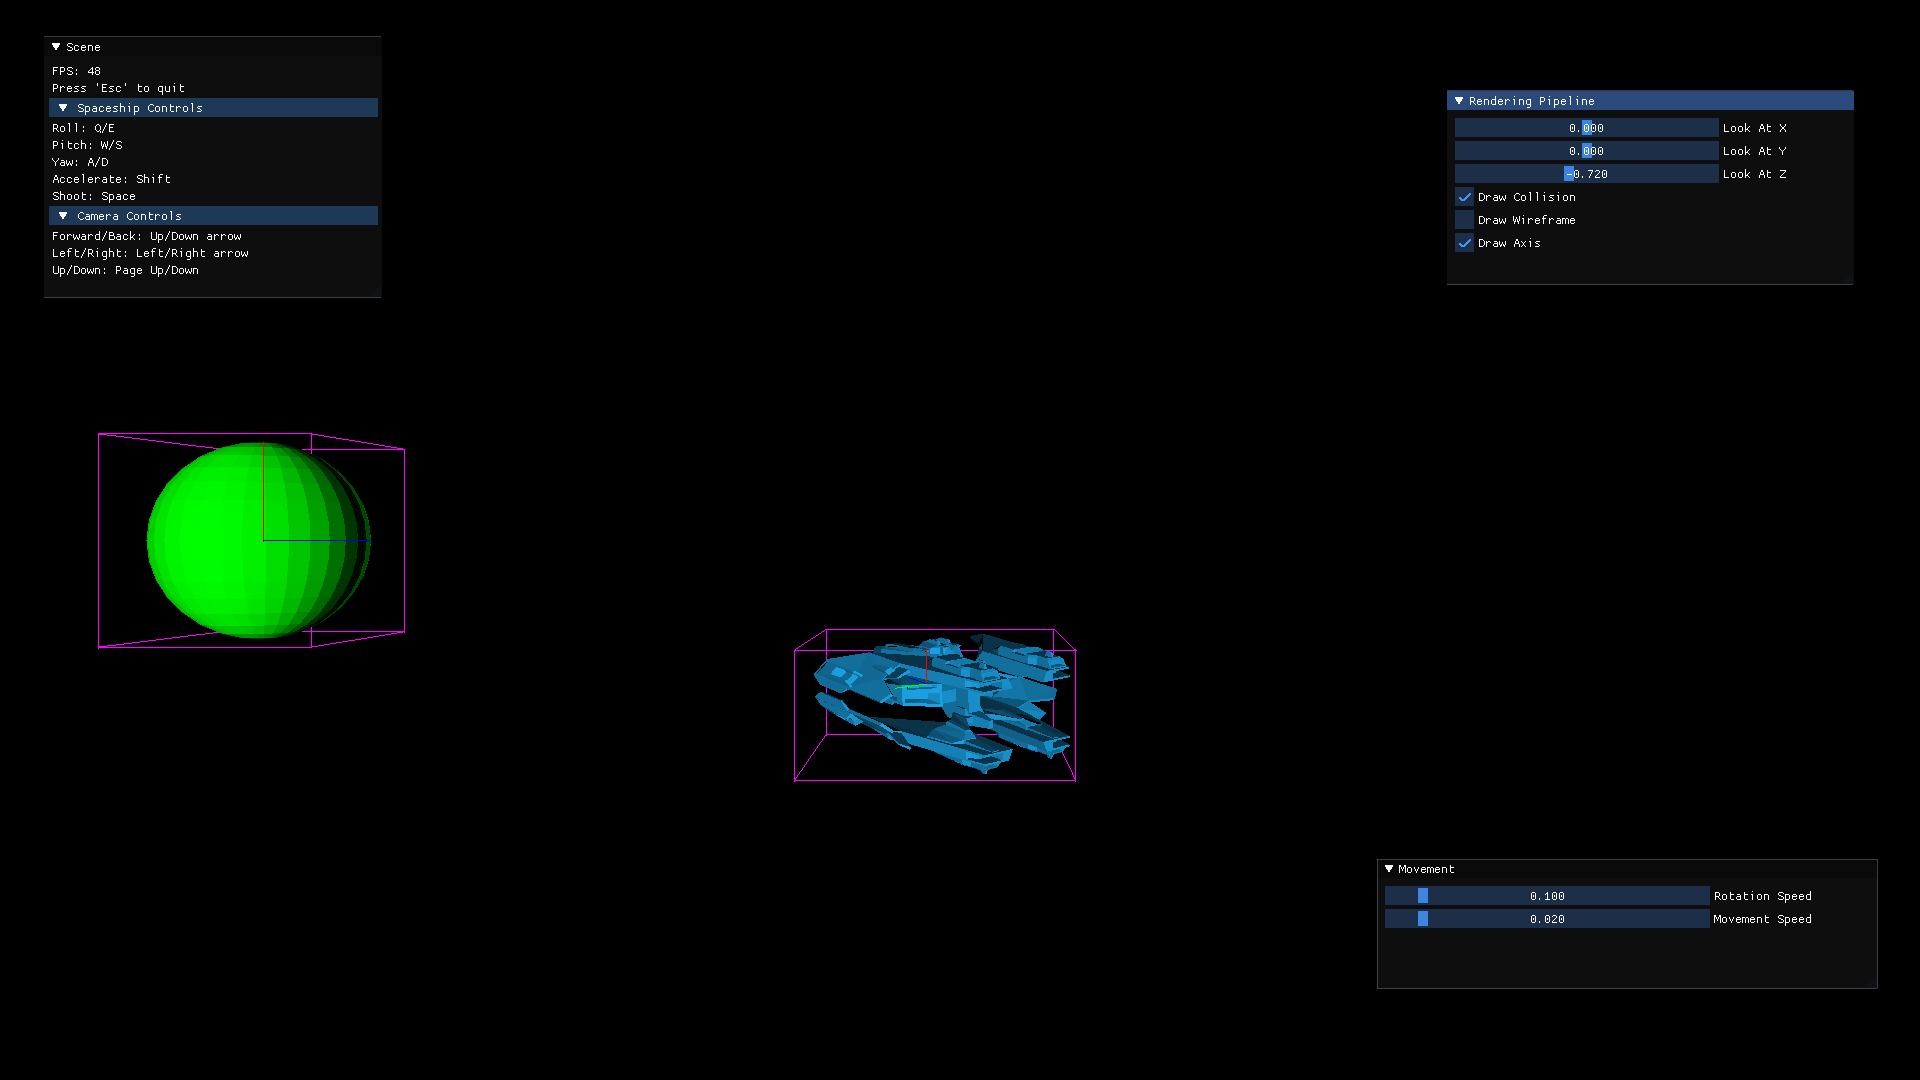 Scene
FPS: 48
Press 'Esc' to quit
Spaceship Controls
Roll: Q/E
Pitch: W/S
Yaw: A/D
Accelerate: Shift
Shoot: Space
Camera Controls
Forward/Back: Up/Down arrow
Left/Right: Left/Right arrow
Up/Down: Page Up/Down
Rendering Pipeline
0.000 Look At X
0.000 Look At Y
-0.720 Look At Z
Draw Collision
Draw Wireframe
Draw Axis
Movement
0.100 Rotation Speed
0.020 Movement Speed